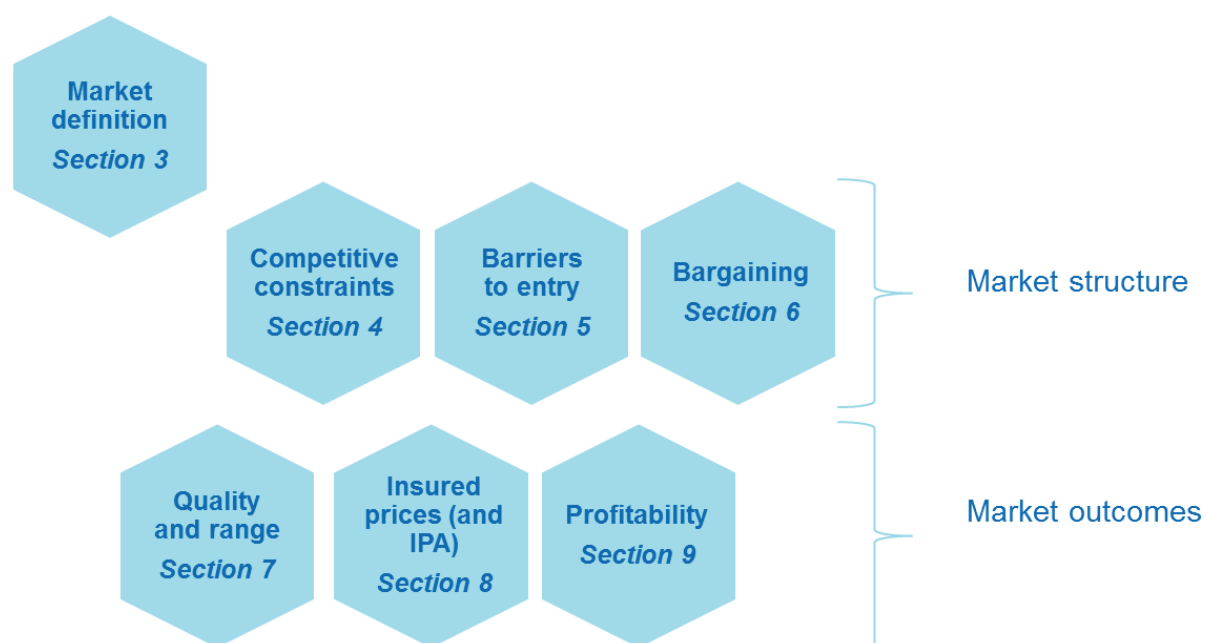 Market
definition
Section 3
Competitive
constraints
Section 4
Barriers
to entry
Section 5
Bargaining
Section 6
Market structure
Quality
and range
Section 7
Insured
prices (and
IPA)
Section 8
Profitability
Section 9
Market outcomes